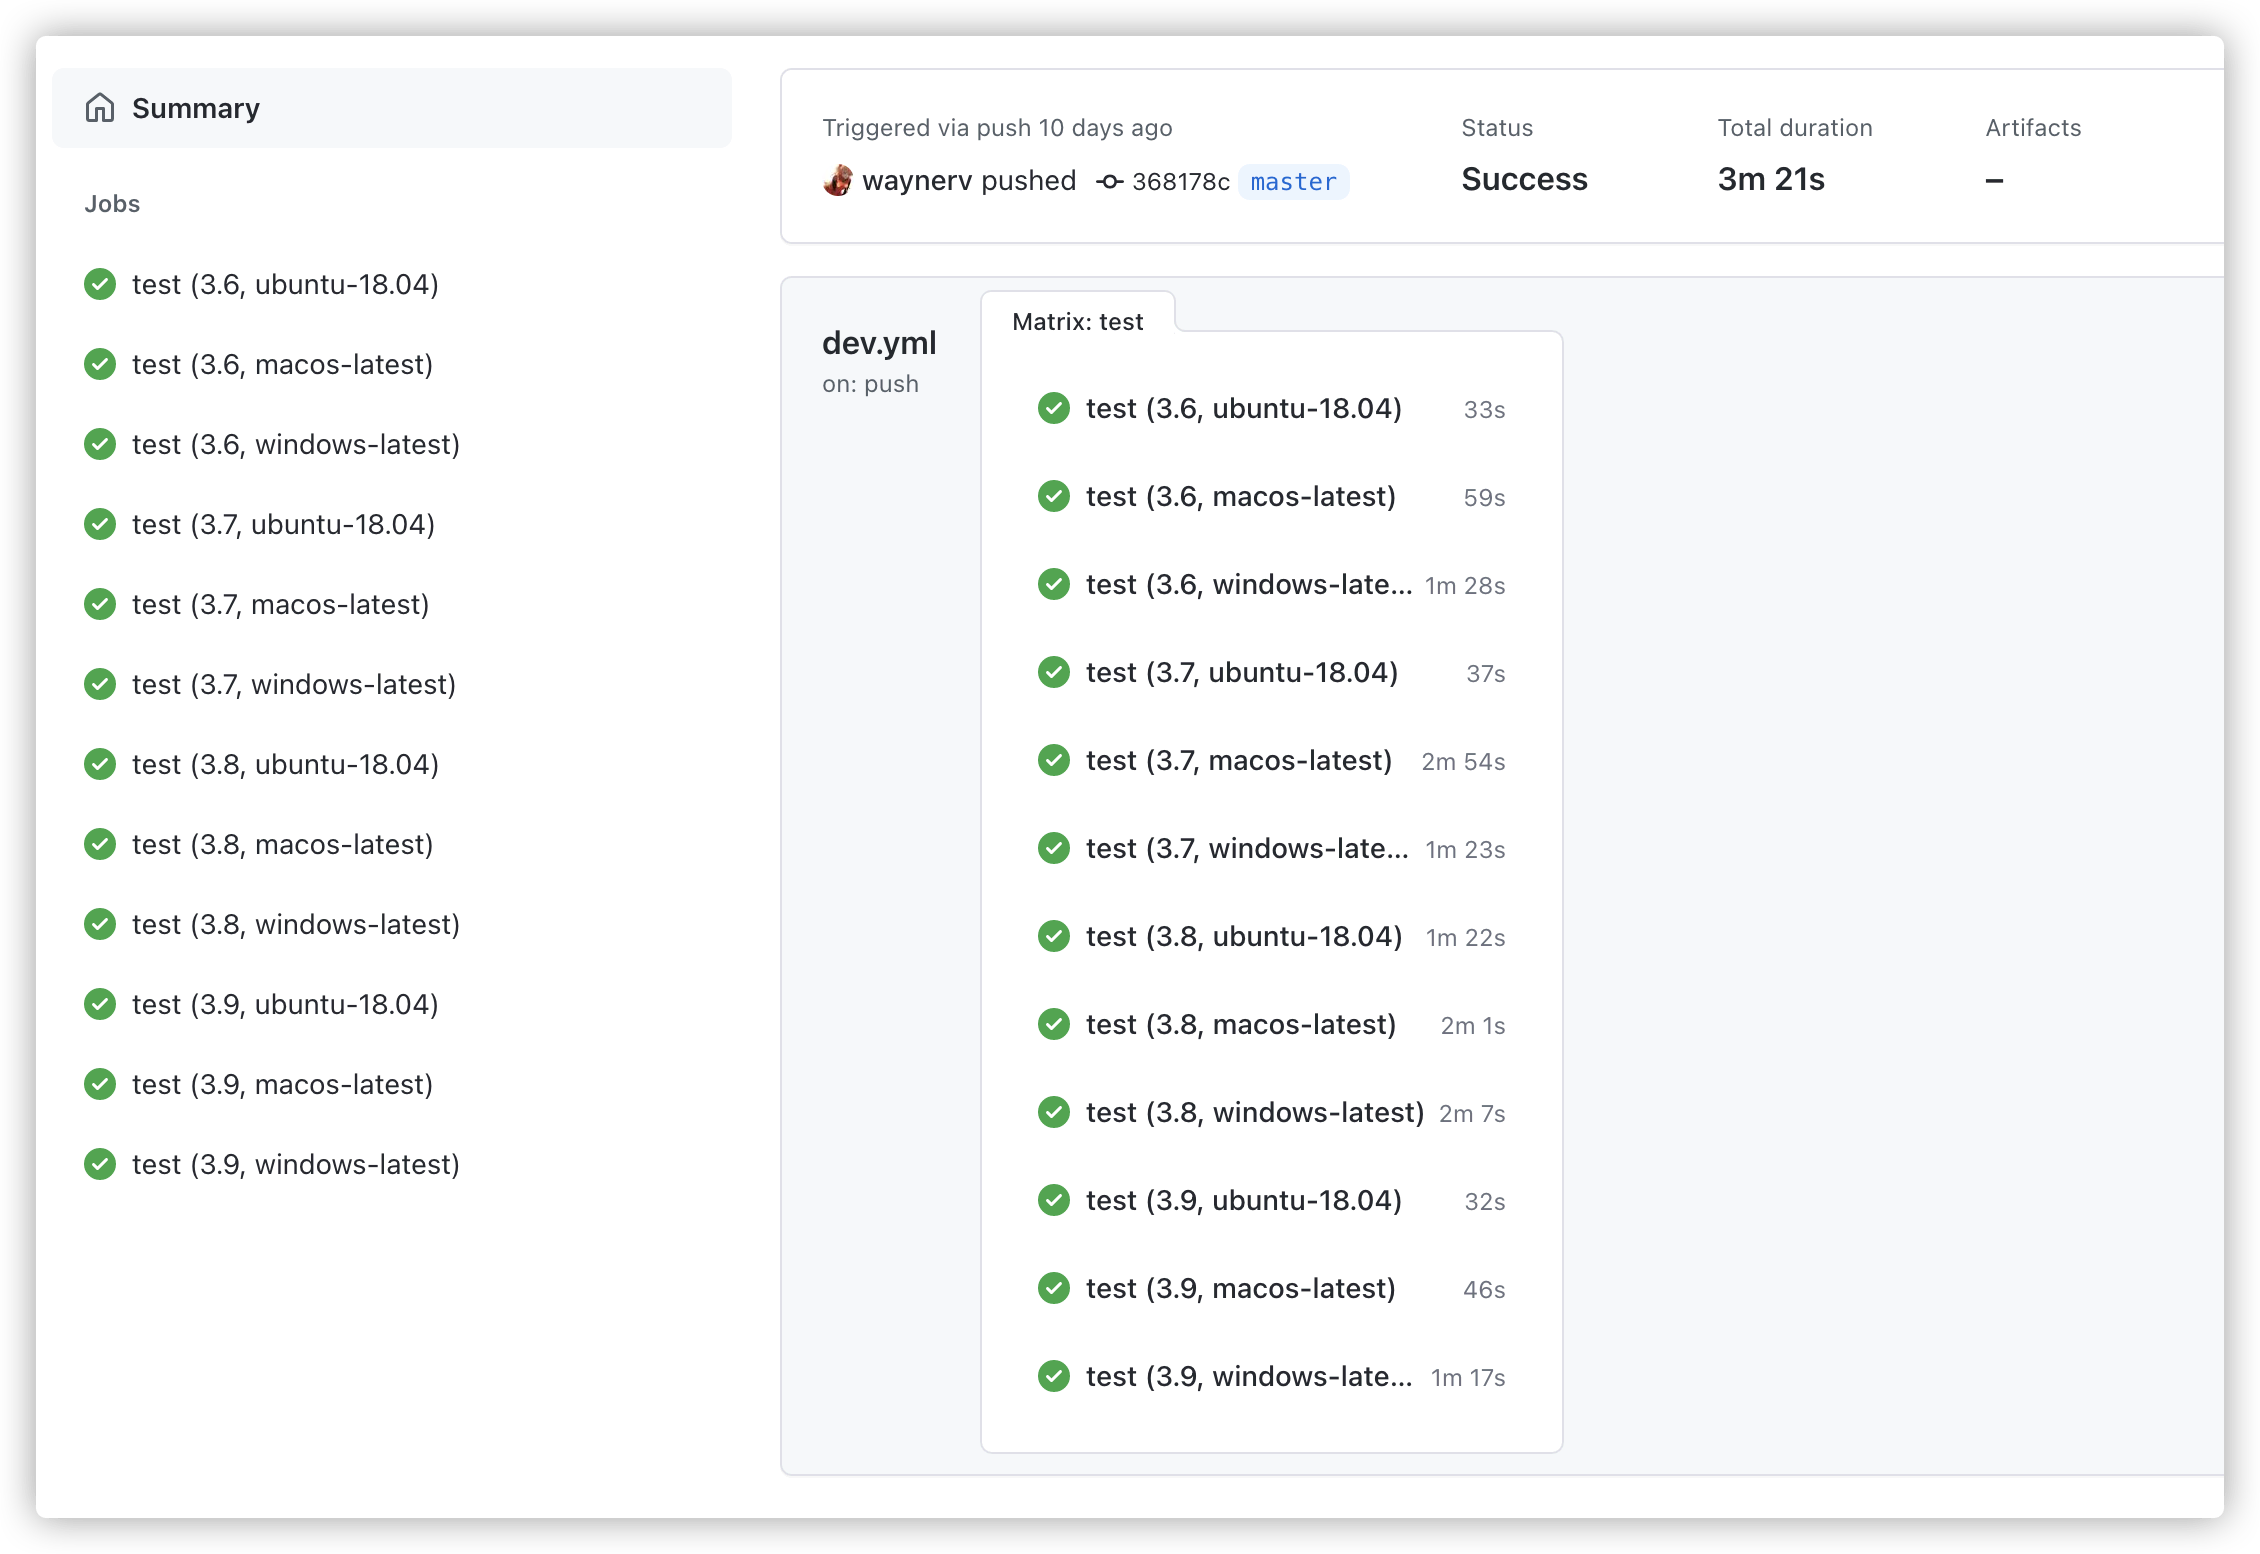 Summary
Jobs
test (3.6, ubuntu-18.04)
test (3.6, macos-latest)
test (3.6, windows-latest)
test (3.7, ubuntu-18.04)
test (3.7, macos-latest)
test (3.7, windows-latest)
test (3.8, ubuntu-18.04)
test (3.8, macos-latest)
test (3.8, windows-latest)
test (3.9, ubuntu-18.04)
test (3.9, macos-latest)
test (3.9, windows-latest)
Triggered via push 10 days ago
waynerv pushed 368178c master
Status
Success
Total duration
3m 21s
Artifacts
–
dev.yml
on: push
Matrix: test
test (3.6, ubuntu-18.04) 33s
test (3.6, macos-latest) 59s
test (3.6, windows-late... 1m 28s
test (3.7, ubuntu-18.04) 37s
test (3.7, macos-latest) 2m 54s
test (3.7, windows-late... 1m 23s
test (3.8, ubuntu-18.04) 1m 22s
test (3.8, macos-latest) 2m 1s
test (3.8, windows-latest) 2m 7s
test (3.9, ubuntu-18.04) 32s
test (3.9, macos-latest) 46s
test (3.9, windows-late... 1m 17s